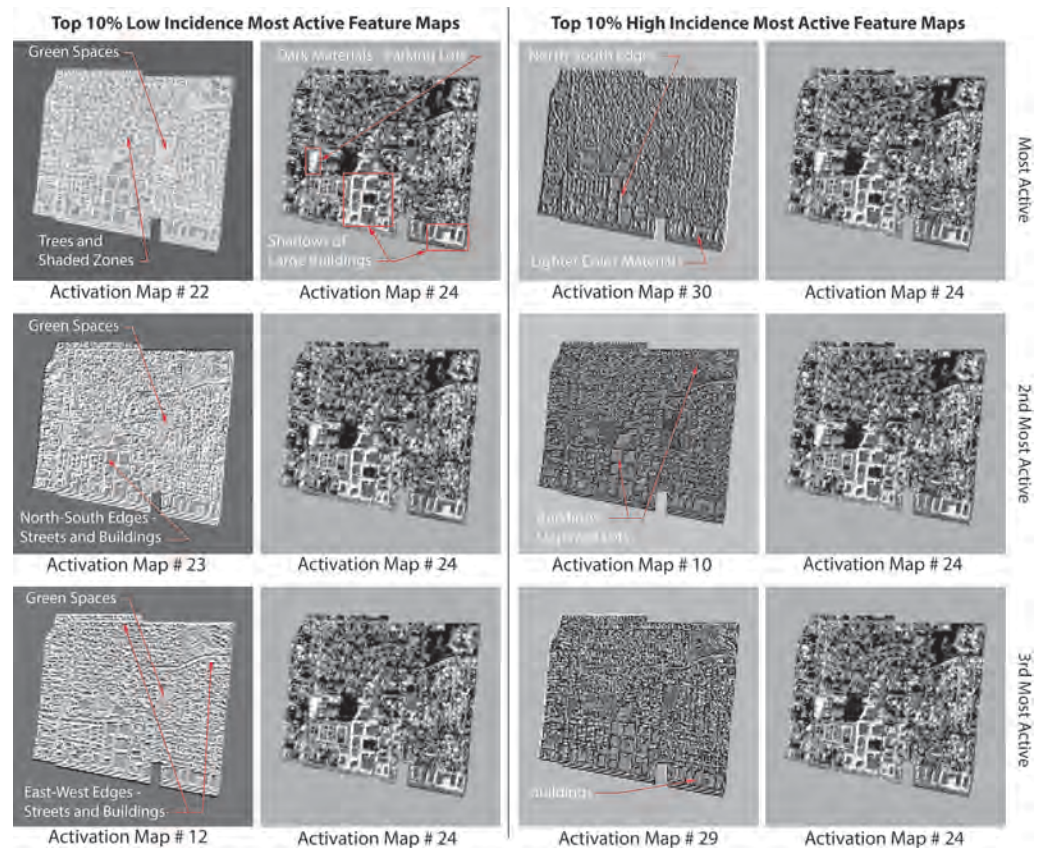 Top 10% Low Incidence Most Active Feature Maps
Top 10% High Incidence Most Active Feature Maps
Green Spaces
Trees and
Shaded Zones
Activation Map # 22
Dark Materials - Parking Lots
Shadows of
Large Buildings
Activation Map # 24
North-South Edges
Lighter Color Materials
Activation Map # 30
Activation Map # 24
Most Active
Green Spaces
North-South Edges -
Streets and Buildings
Activation Map # 23
Activation Map # 24
Buildings
Activation Map # 10
Activation Map # 24
2nd Most Active
Green Spaces
East-West Edges -
Streets and Buildings
Activation Map # 12
Activation Map # 24
Buildings
Activation Map # 29
Activation Map # 24
3rd Most Active